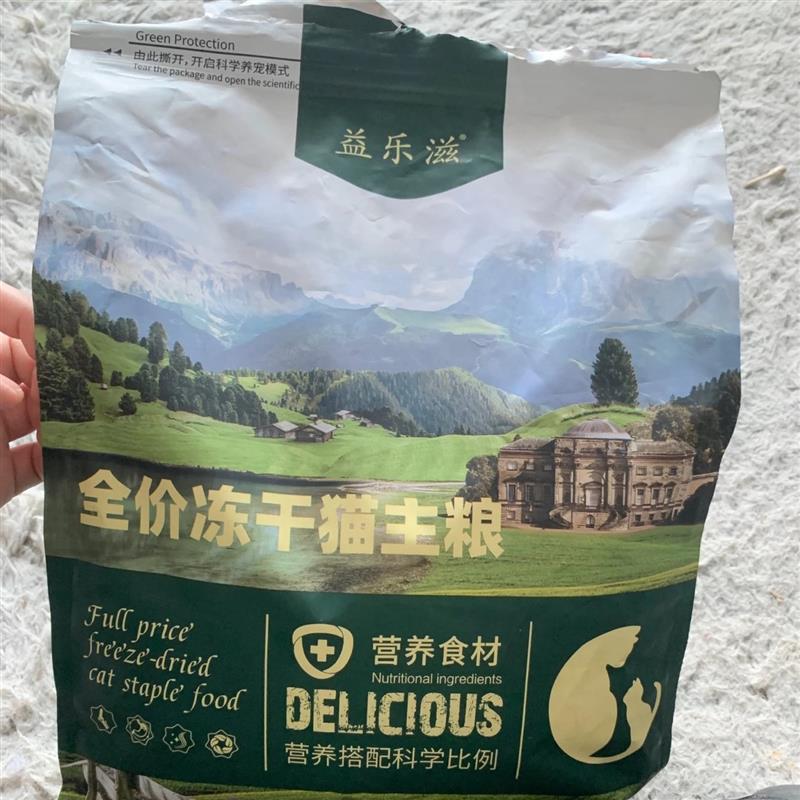 Green Protection
由此撕开,开启科学养宠模式
Tear the package and open the scientific
益乐滋®
全价冻干猫主粮
Full price
freeze-dried
cat staple food
营养食材
Nutritional ingredients
DELICIOUS
营养搭配科学比例